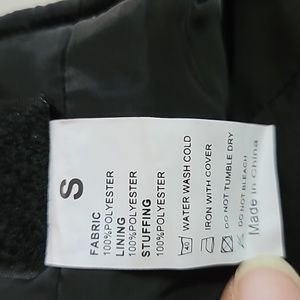 S
FABRIC
100%POLYESTER
LINING
100%POLYESTER
STUFFING
100%POLYESTER
WATER WASH COLD
IRON WITH COVER
DO NOT TUMBLE DRY
DO NOT BLEACH
Made in China